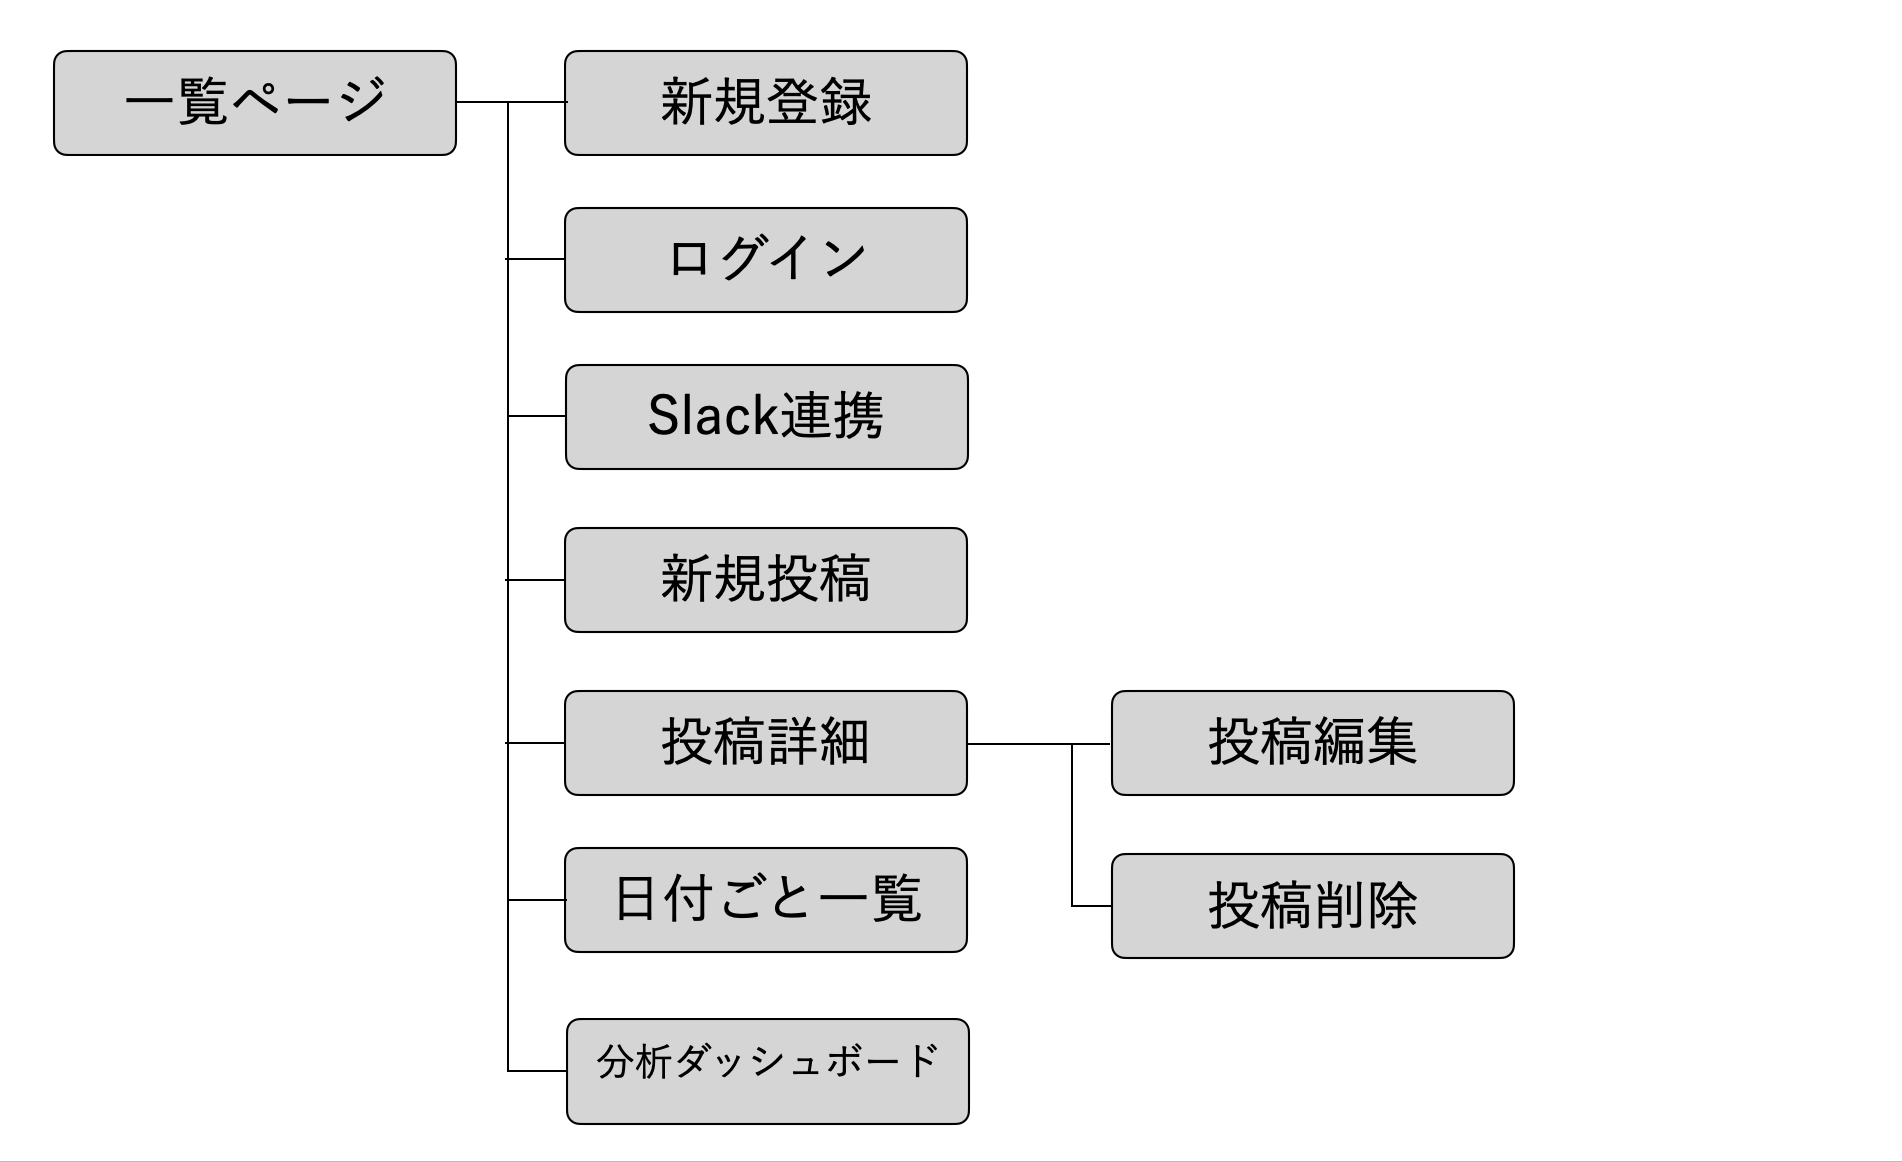 一覧ページ
新規登録
ログイン
Slack連携
新規投稿
投稿詳細
投稿編集
日付ごと一覧
投稿削除
分析ダッシュボード